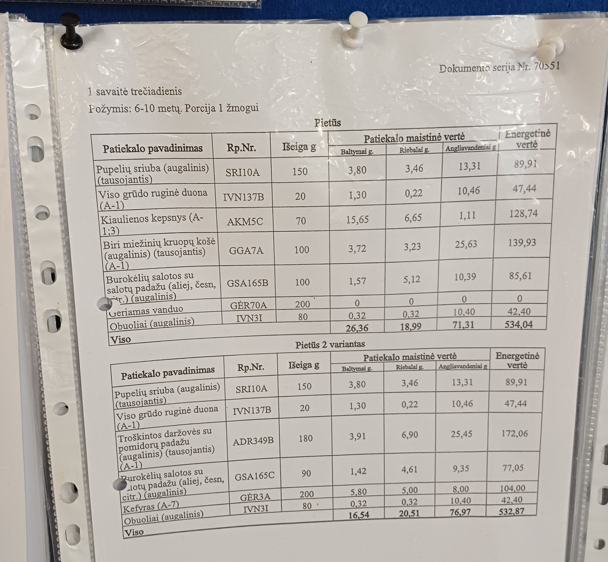 Dokumento serija Nr. 70551
1 savaitė trečiadienis
Požymis: 6-10 metų. Porcija 1 žmogui
Pietūs
Patiekalo pavadinimas Rp.Nr. Išeiga g Patiekalo maistinė vertė Energetinė vertė
Baltymai g. Riebalai g. Angliavandeniai g
Pupelių sriuba (augalinis) (tausojantis) SRI10A 150 3,80 3,46 13,31 89,91
Viso grūdo ruginė duona (A-1) IVN137B 20 1,30 0,22 10,46 47,44
Kiaulienos kepsnys (A-1;3) AKM5C 70 15,65 6,65 1,11 128,74
Biri miežinių kruopų košė (augalinis) (tausojantis) (A-1) GGA7A 100 3,72 3,23 25,63 139,93
Burokėlių salotos su salotų padažu (aliej, česn, citr.) (augalinis) GSA165B 100 1,57 5,12 10,39 85,61
Geriamas vanduo GĖR70A 200 0 0 0 0
Obuoliai (augalinis) IVN3I 80 0,32 0,32 10,40 42,40
Viso 26,36 18,99 71,31 534,04
Pietūs 2 variantas
Patiekalo pavadinimas Rp.Nr. Išeiga g Patiekalo maistinė vertė Energetinė vertė
Baltymai g. Riebalai g. Angliavandeniai g.
Pupelių sriuba (augalinis) (tausojantis) SRI10A 150 3,80 3,46 13,31 89,91
Viso grūdo ruginė duona (A-1) IVN137B 20 1,30 0,22 10,46 47,44
Troškintos daržovės su pomidorų padažu (augalinis) (tausojantis) (A-1) ADR349B 180 3,91 6,90 25,45 172,06
Burokėlių salotos su salotų padažu (aliej, česn, citr.) (augalinis) GSA165C 90 1,42 4,61 9,35 77,05
Kefyras (A-7) GĖR3A 200 5,80 5,00 8,00 104,00
Obuoliai (augalinis) IVN3I 80 0,32 0,32 10,40 42,40
Viso 16,54 20,51 76,97 532,87